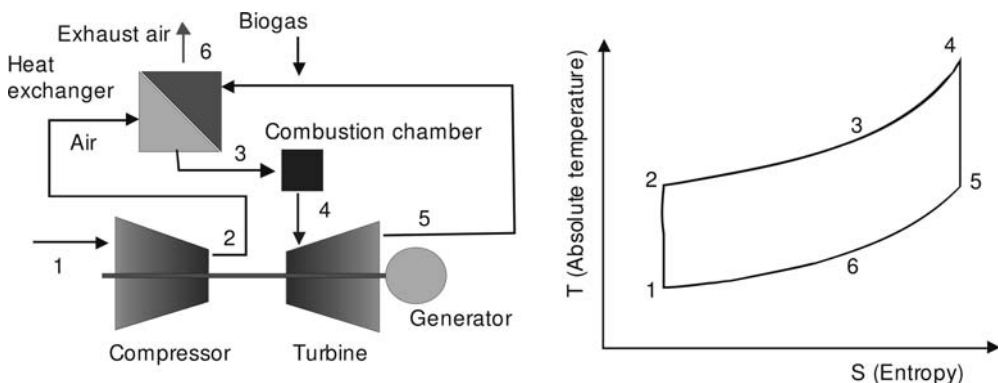 Biogas
Exhaust air
6
Heat
exchanger
Air
Combustion chamber
3
4
5
2
1
Generator
Compressor
Turbine
T (Absolute temperature)
4
3
2
5
6
1
S (Entropy)